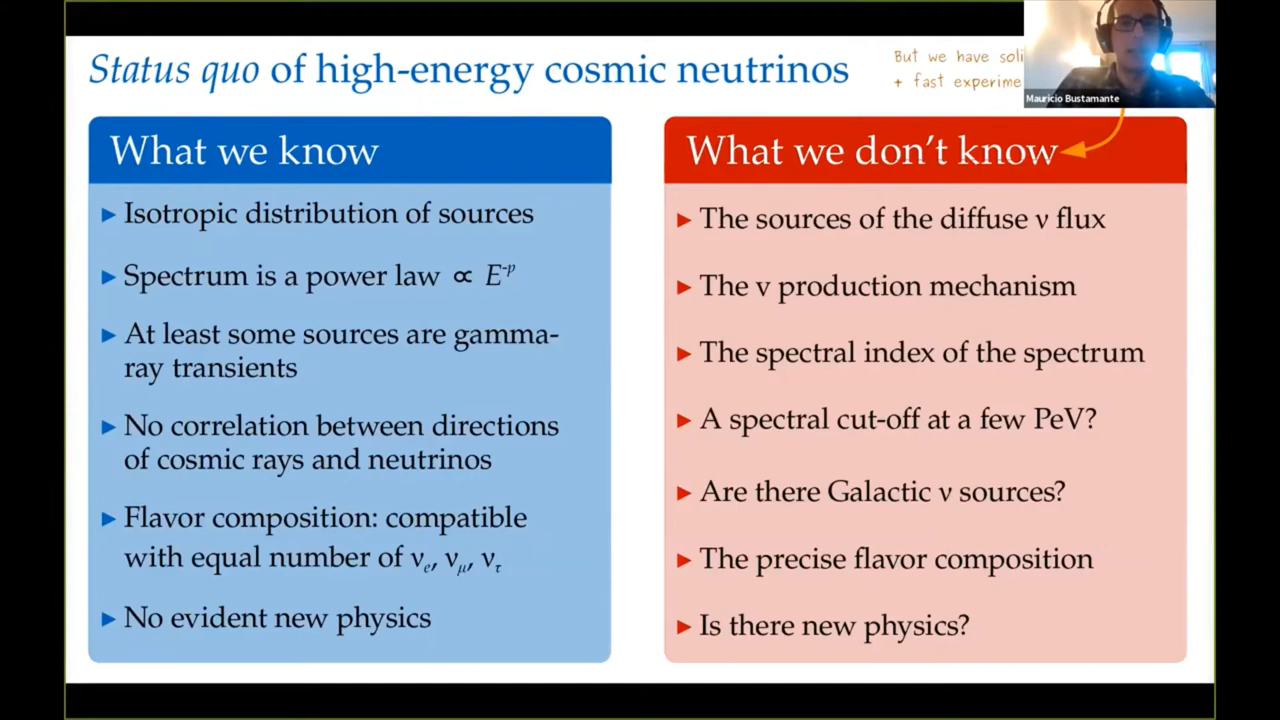 Status quo of high-energy cosmic neutrinos
But we have
+ fast
Mauricio Bustamante
What we know
▸ Isotropic distribution of sources
▸ Spectrum is a power law ∝ E⁻ᵖ
▸ At least some sources are gamma-
ray transients
▸ No correlation between directions
of cosmic rays and neutrinos
▸ Flavor composition: compatible
with equal number of νₑ, ν_μ, ν_τ
▸ No evident new physics
What we don't know
▸ The sources of the diffuse ν flux
▸ The ν production mechanism
▸ The spectral index of the spectrum
▸ A spectral cut-off at a few PeV?
▸ Are there Galactic ν sources?
▸ The precise flavor composition
▸ Is there new physics?